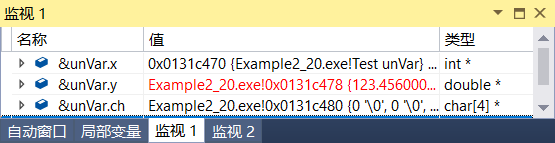 监视 1
名称 值 类型
&unVar.x 0x0131c470 {Example2_20.exe!Test unVar} ... int *
&unVar.y Example2_20.exe!0x0131c478 {123.456000... double *
&unVar.ch Example2_20.exe!0x0131c480 {0 '\0', 0 '\0', ... char[4] *
自动窗口 局部变量 监视 1 监视 2